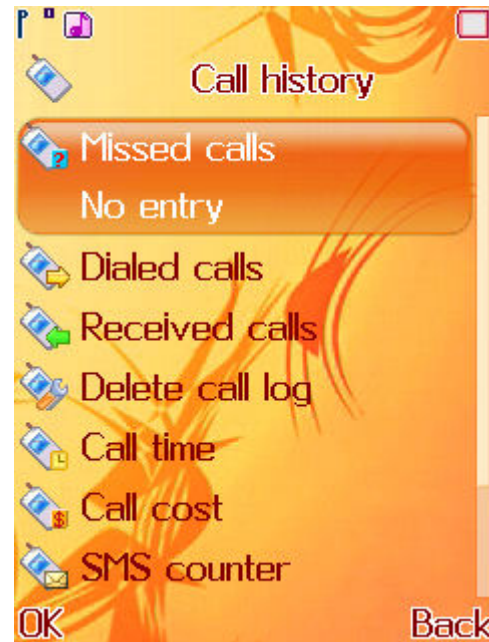 Call history
Missed calls
No entry
Dialed calls
Received calls
Delete call log
Call time
Call cost
SMS counter
OK Back